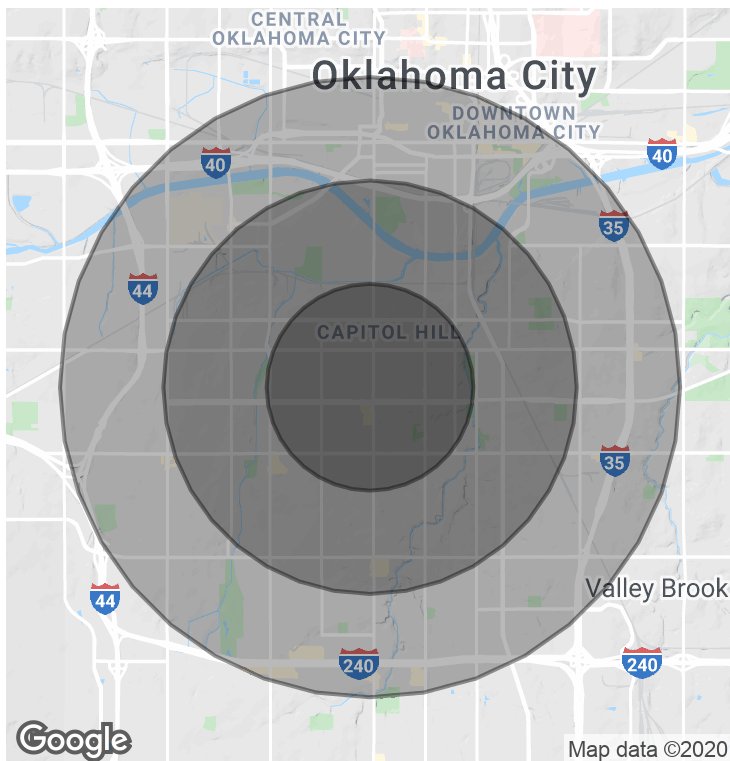 CENTRAL
OKLAHOMA CITY
Oklahoma City
DOWNTOWN
OKLAHOMA CITY
40
40
35
44
CAPITOL HILL
35
44
Valley Brook
240
240
Google
Map data ©2020